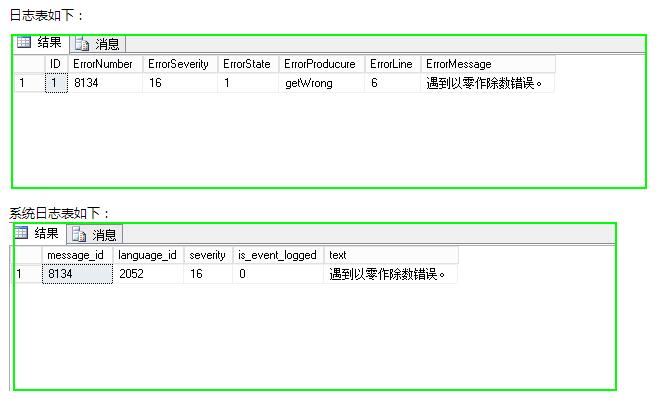 日志表如下：
结果 消息
ID ErrorNumber ErrorSeverity ErrorState ErrorProducure ErrorLine ErrorMessage
1 1 8134 16 1 getWrong 6 遇到以零作除数错误。
系统日志表如下：
结果 消息
message_id language_id severity is_event_logged text
1 8134 2052 16 0 遇到以零作除数错误。